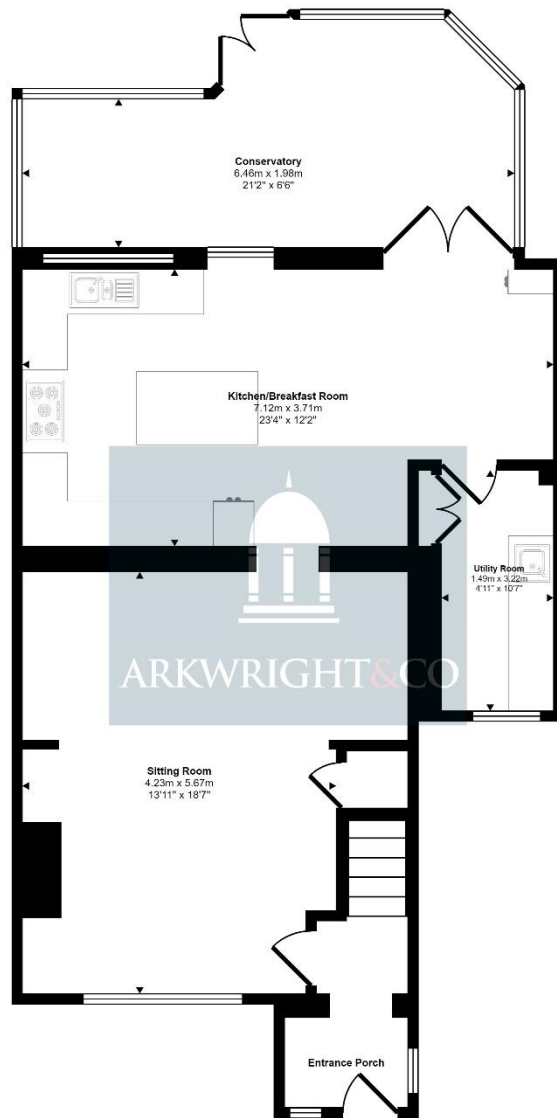 Conservatory
6.46m x 1.98m
21'2" x 6'6"
Kitchen/Breakfast Room
7.12m x 3.71m
23'4" x 12'2"
Utility Room
1.49m x 3.22m
4'11" x 10'7"
ARKWRIGHT&CO
Sitting Room
4.23m x 5.67m
13'11" x 18'7"
Entrance Porch